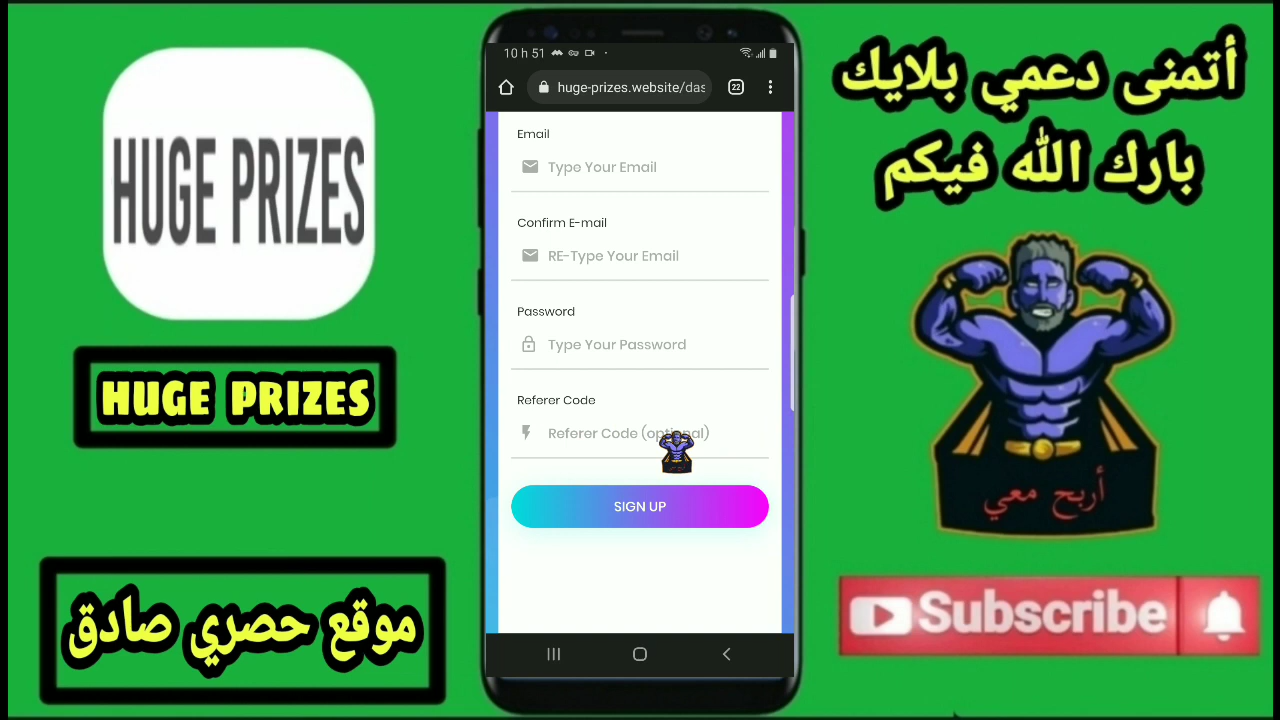 HUGE PRIZES
HUGE PRIZES
موقع حصري صادق
10 h 51
22
huge-prizes.website/das
Email
Type Your Email
Confirm E-mail
RE-Type Your Email
Password
Type Your Password
Referer Code
Referer Code (optional)
SIGN UP
أتمنى دعمي بلايك
بارك الله فيكم
أربح معي
Subscribe